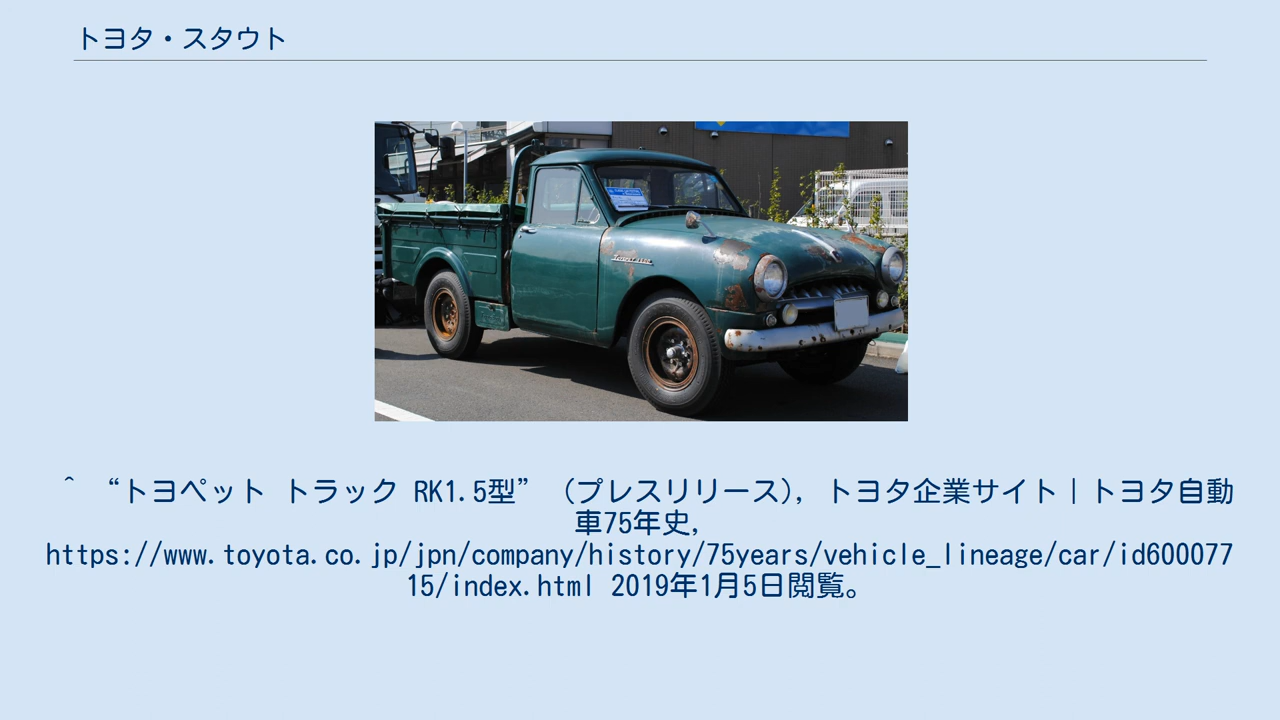 トヨタ・スタウト
^ “トヨペット トラック RK1.5型” (プレスリリース), トヨタ企業サイト｜トヨタ自動
車75年史,
https://www.toyota.co.jp/jpn/company/history/75years/vehicle_lineage/car/id600077
15/index.html 2019年1月5日閲覧。